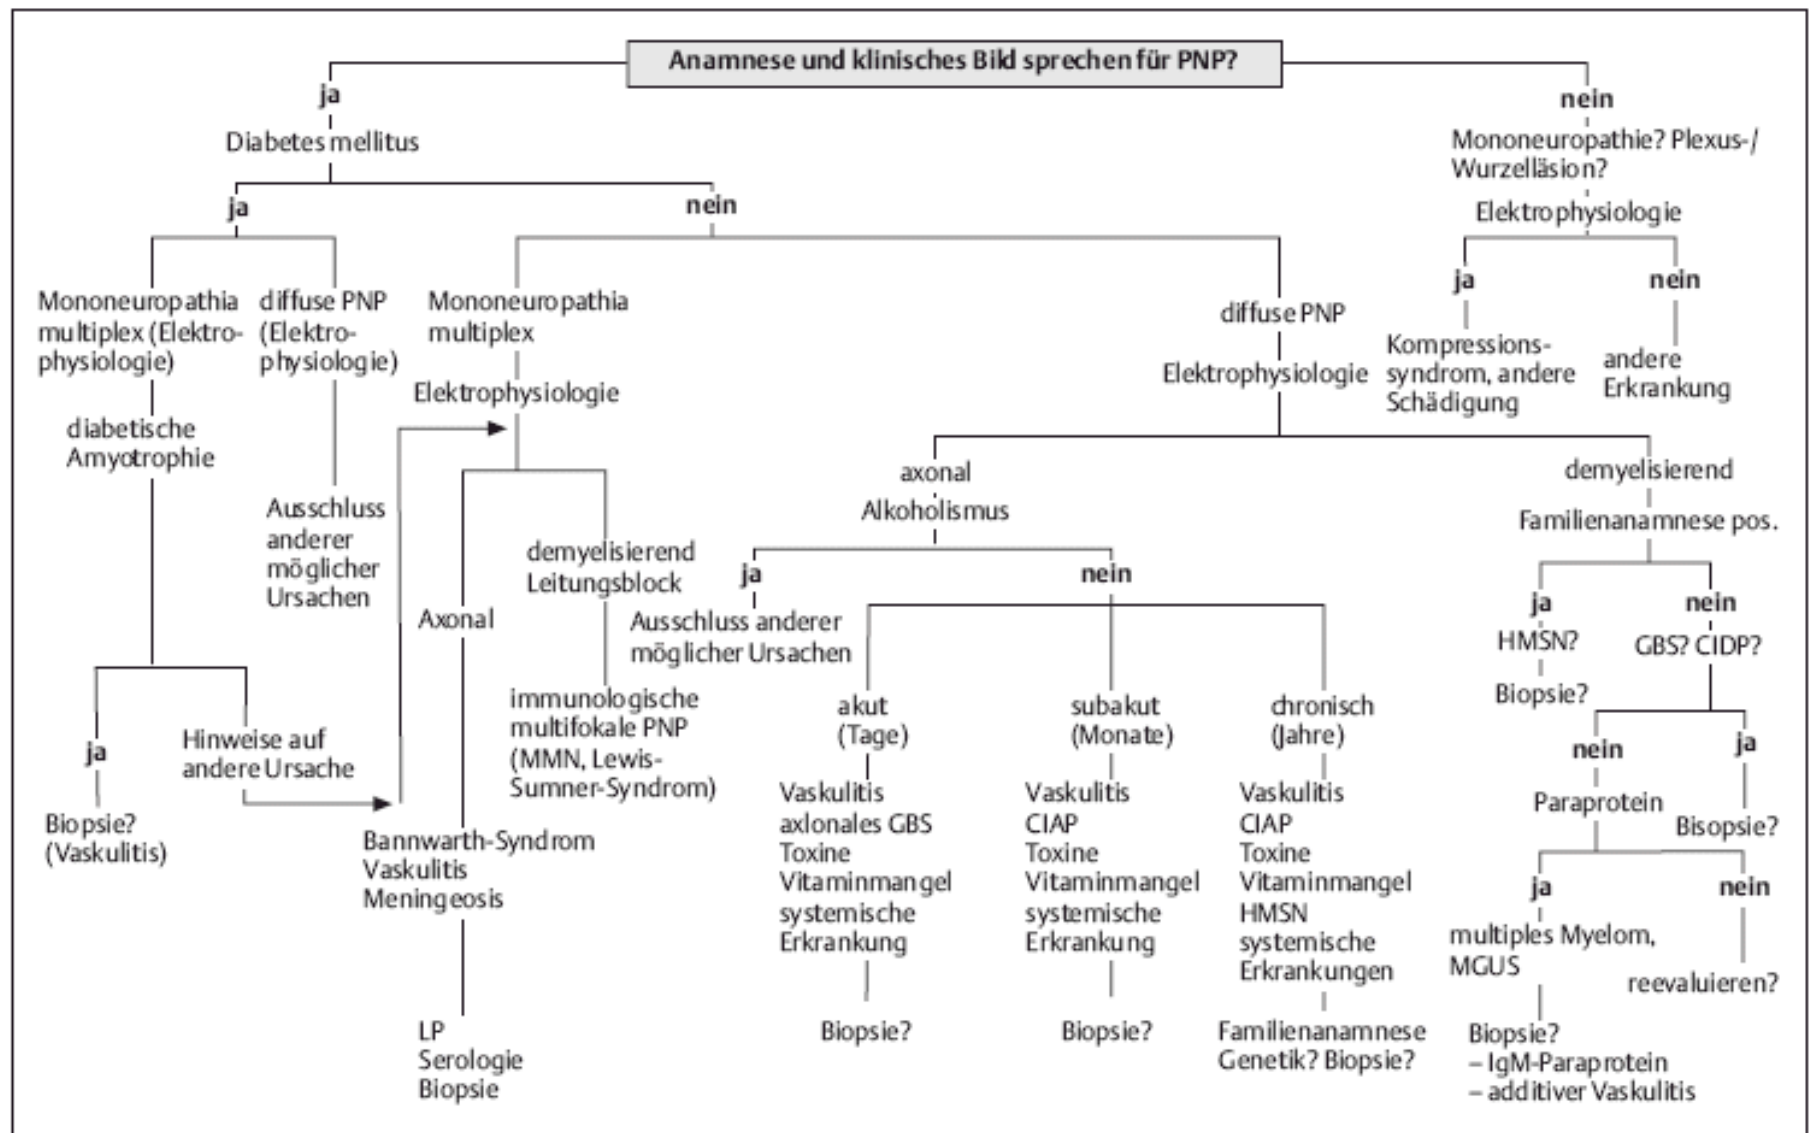 Anamnese und klinisches Bild sprechen für PNP?
ja
Diabetes mellitus
ja
Mononeuropathia
multiplex (Elektro-
physiologie)
diabetische
Amyotrophie
ja
Biopsie?
(Vaskulitis)
Hinweise auf
andere Ursache
diffuse PNP
(Elektro-
physiologie)
Ausschluss
anderer
möglicher
Ursachen
nein
Mononeuropathia
multiplex
Elektrophysiologie
Axonal
Bannwarth-Syndrom
Vaskulitis
Meningeosis
LP
Serologie
Biopsie
demyelisierend
Leitungsblock
immunologische
multifokale PNP
(MMN, Lewis-
Sumner-Syndrom)
diffuse PNP
Elektrophysiologie
axonal
Alkoholismus
ja
Ausschluss anderer
möglicher Ursachen
nein
akut
(Tage)
Vaskulitis
axlonales GBS
Toxine
Vitaminmangel
systemische
Erkrankung
Biopsie?
subakut
(Monate)
Vaskulitis
CIAP
Toxine
Vitaminmangel
systemische
Erkrankung
Biopsie?
chronisch
(Jahre)
Vaskulitis
CIAP
Toxine
Vitaminmangel
HMSN
systemische
Erkrankungen
Familienanamnese
Genetik? Biopsie?
demyelisierend
Familienanamnese pos.
ja
HMSN?
Biopsie?
nein
GBS? CIDP?
nein
Paraprotein
ja
multiples Myelom,
MGUS
Biopsie?
– IgM-Paraprotein
– additiver Vaskulitis
nein
reevaluieren?
ja
Bisopsie?
nein
Mononeuropathie? Plexus-/
Wurzelläsion?
Elektrophysiologie
ja
Kompressions-
syndrom, andere
Schädigung
nein
andere
Erkrankung